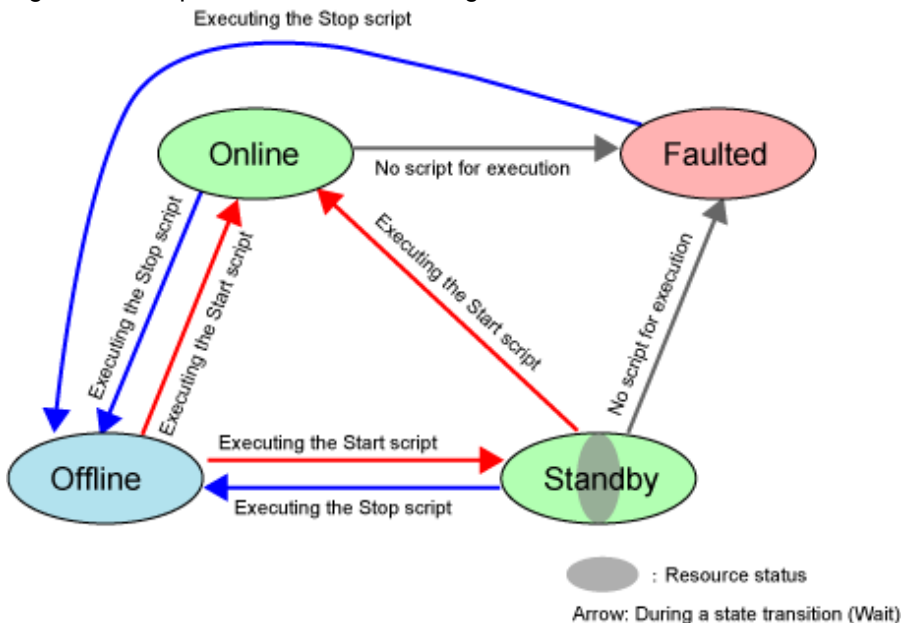 Executing the Stop script
Online
No script for execution
Faulted
Executing the Stop script
Executing the Start script
Executing the Start script
No script for execution
Offline
Executing the Start script
Executing the Stop script
Standby
: Resource status
Arrow: During a state transition (Wait)